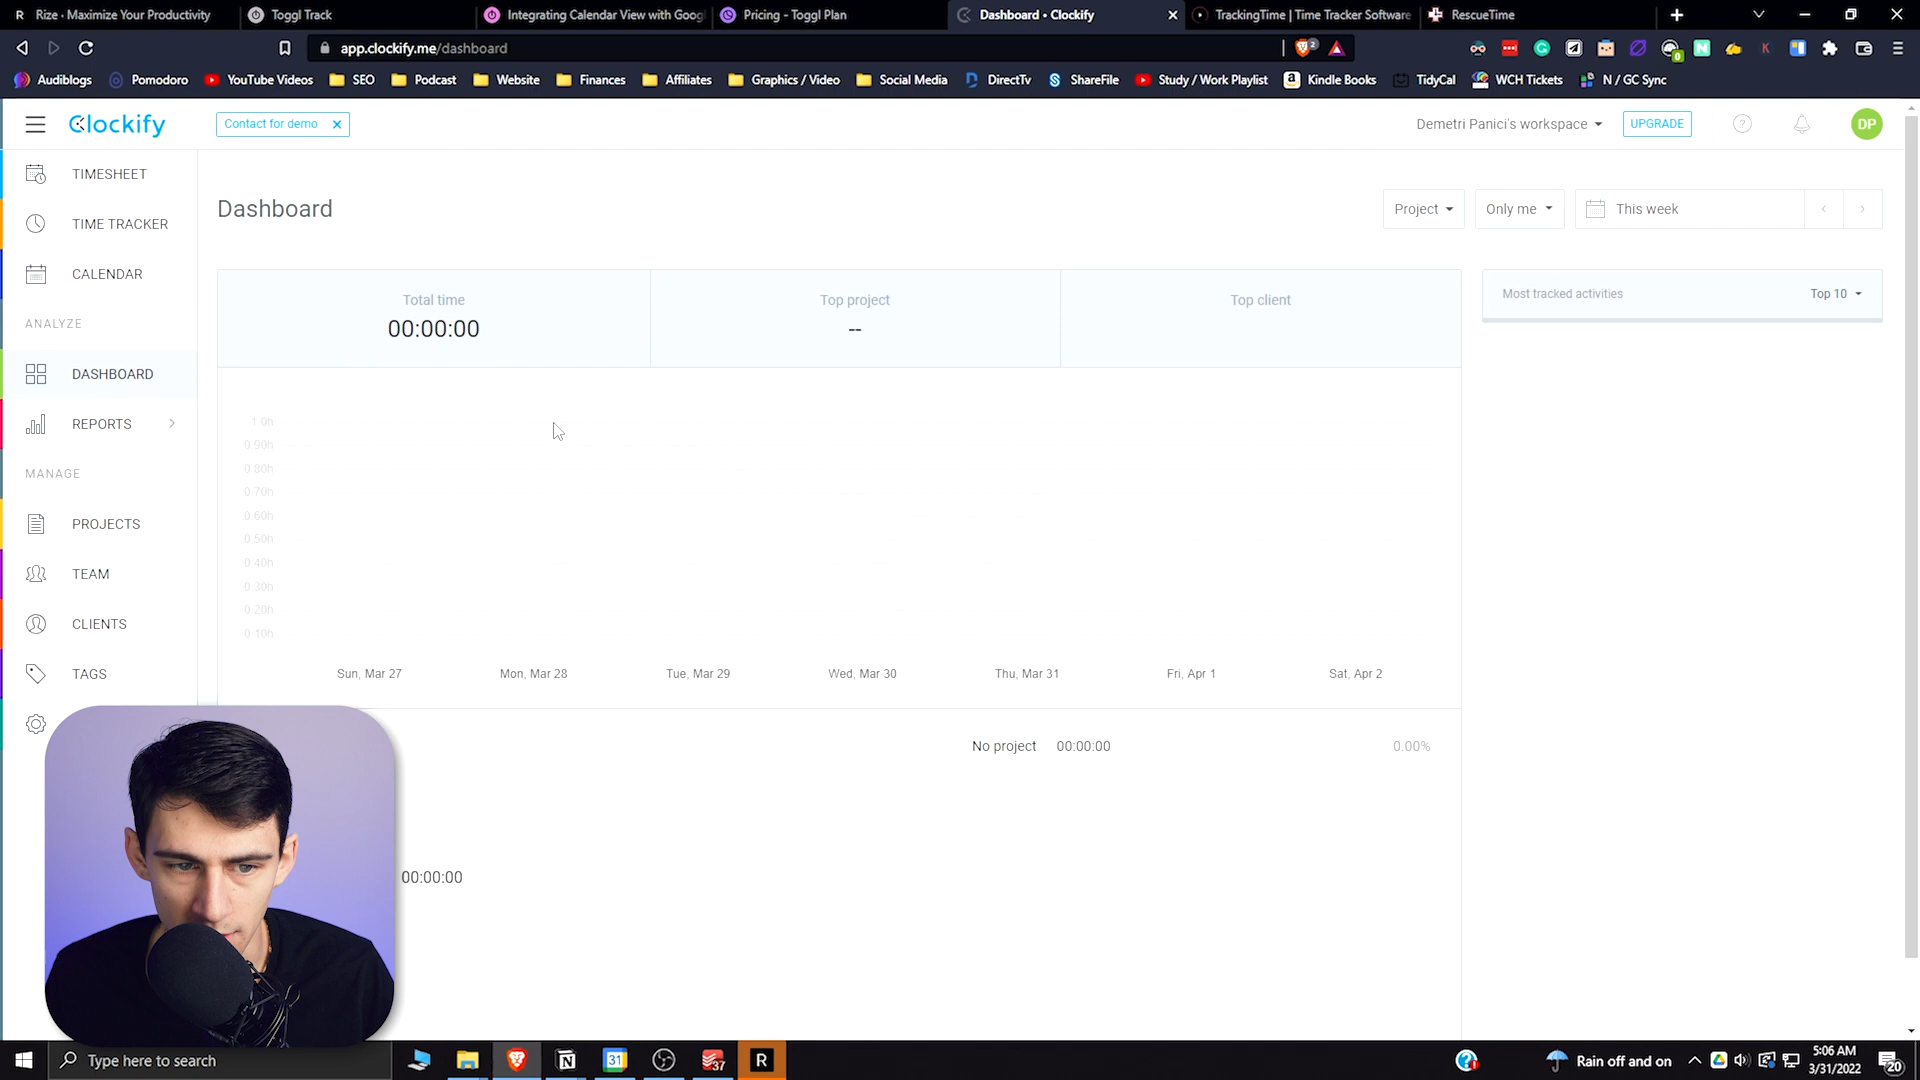 Rize · Maximize Your Productivity
Toggl Track
Integrating Calendar View with Goog
Pricing - Toggl Plan
Dashboard • Clockify
TrackingTime | Time Tracker Software
RescueTime
app.clockify.me/dashboard
2
0
Audiblogs
Pomodoro
YouTube Videos
SEO
Podcast
Website
Finances
Affiliates
Graphics / Video
Social Media
DirectTv
ShareFile
Study / Work Playlist
Kindle Books
TidyCal
WCH Tickets
N / GC Sync
Clockify
Contact for demo
Demetri Panici's workspace
UPGRADE
DP
TIMESHEET
TIME TRACKER
CALENDAR
ANALYZE
DASHBOARD
REPORTS
MANAGE
PROJECTS
TEAM
CLIENTS
TAGS
Dashboard
Project
Only me
This week
Total time
00:00:00
Top project
--
Top client
Most tracked activities
Top 10
1.0h
0.90h
0.80h
0.70h
0.60h
0.50h
0.40h
0.30h
0.20h
0.10h
Sun, Mar 27
Mon, Mar 28
Tue, Mar 29
Wed, Mar 30
Thu, Mar 31
Fri, Apr 1
Sat, Apr 2
No project
00:00:00
0.00%
00:00:00
Type here to search
31
37
R
Rain off and on
5:06 AM
3/31/2022
20